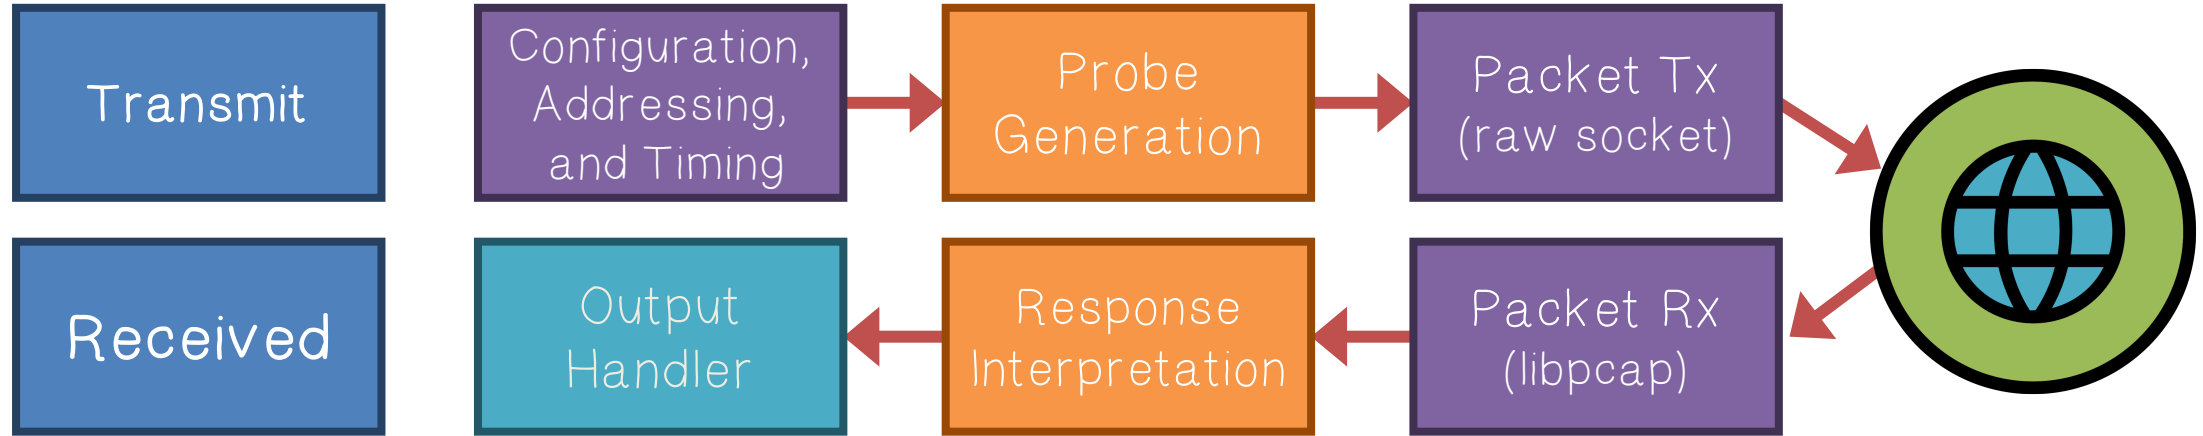 Transmit
Configuration,
Addressing,
and Timing
Probe
Generation
Packet Tx
(raw socket)
Received
Output
Handler
Response
Interpretation
Packet Rx
(libpcap)